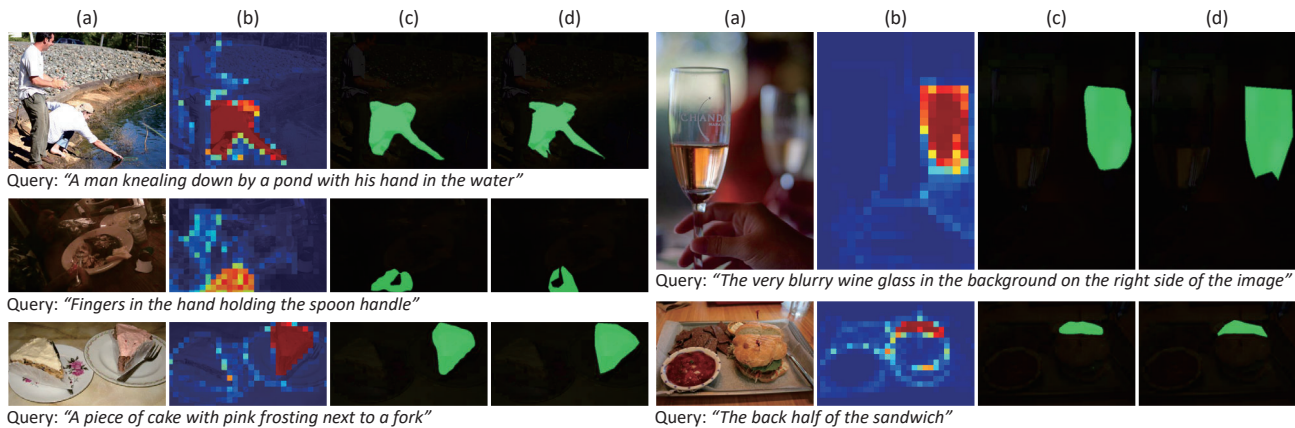 (a) (b) (c) (d)
Query: “A man knealing down by a pond with his hand in the water”
Query: “Fingers in the hand holding the spoon handle”
Query: “A piece of cake with pink frosting next to a fork”
(a) (b) (c) (d)
CHIANDO
Query: “The very blurry wine glass in the background on the right side of the image”
Query: “The back half of the sandwich”